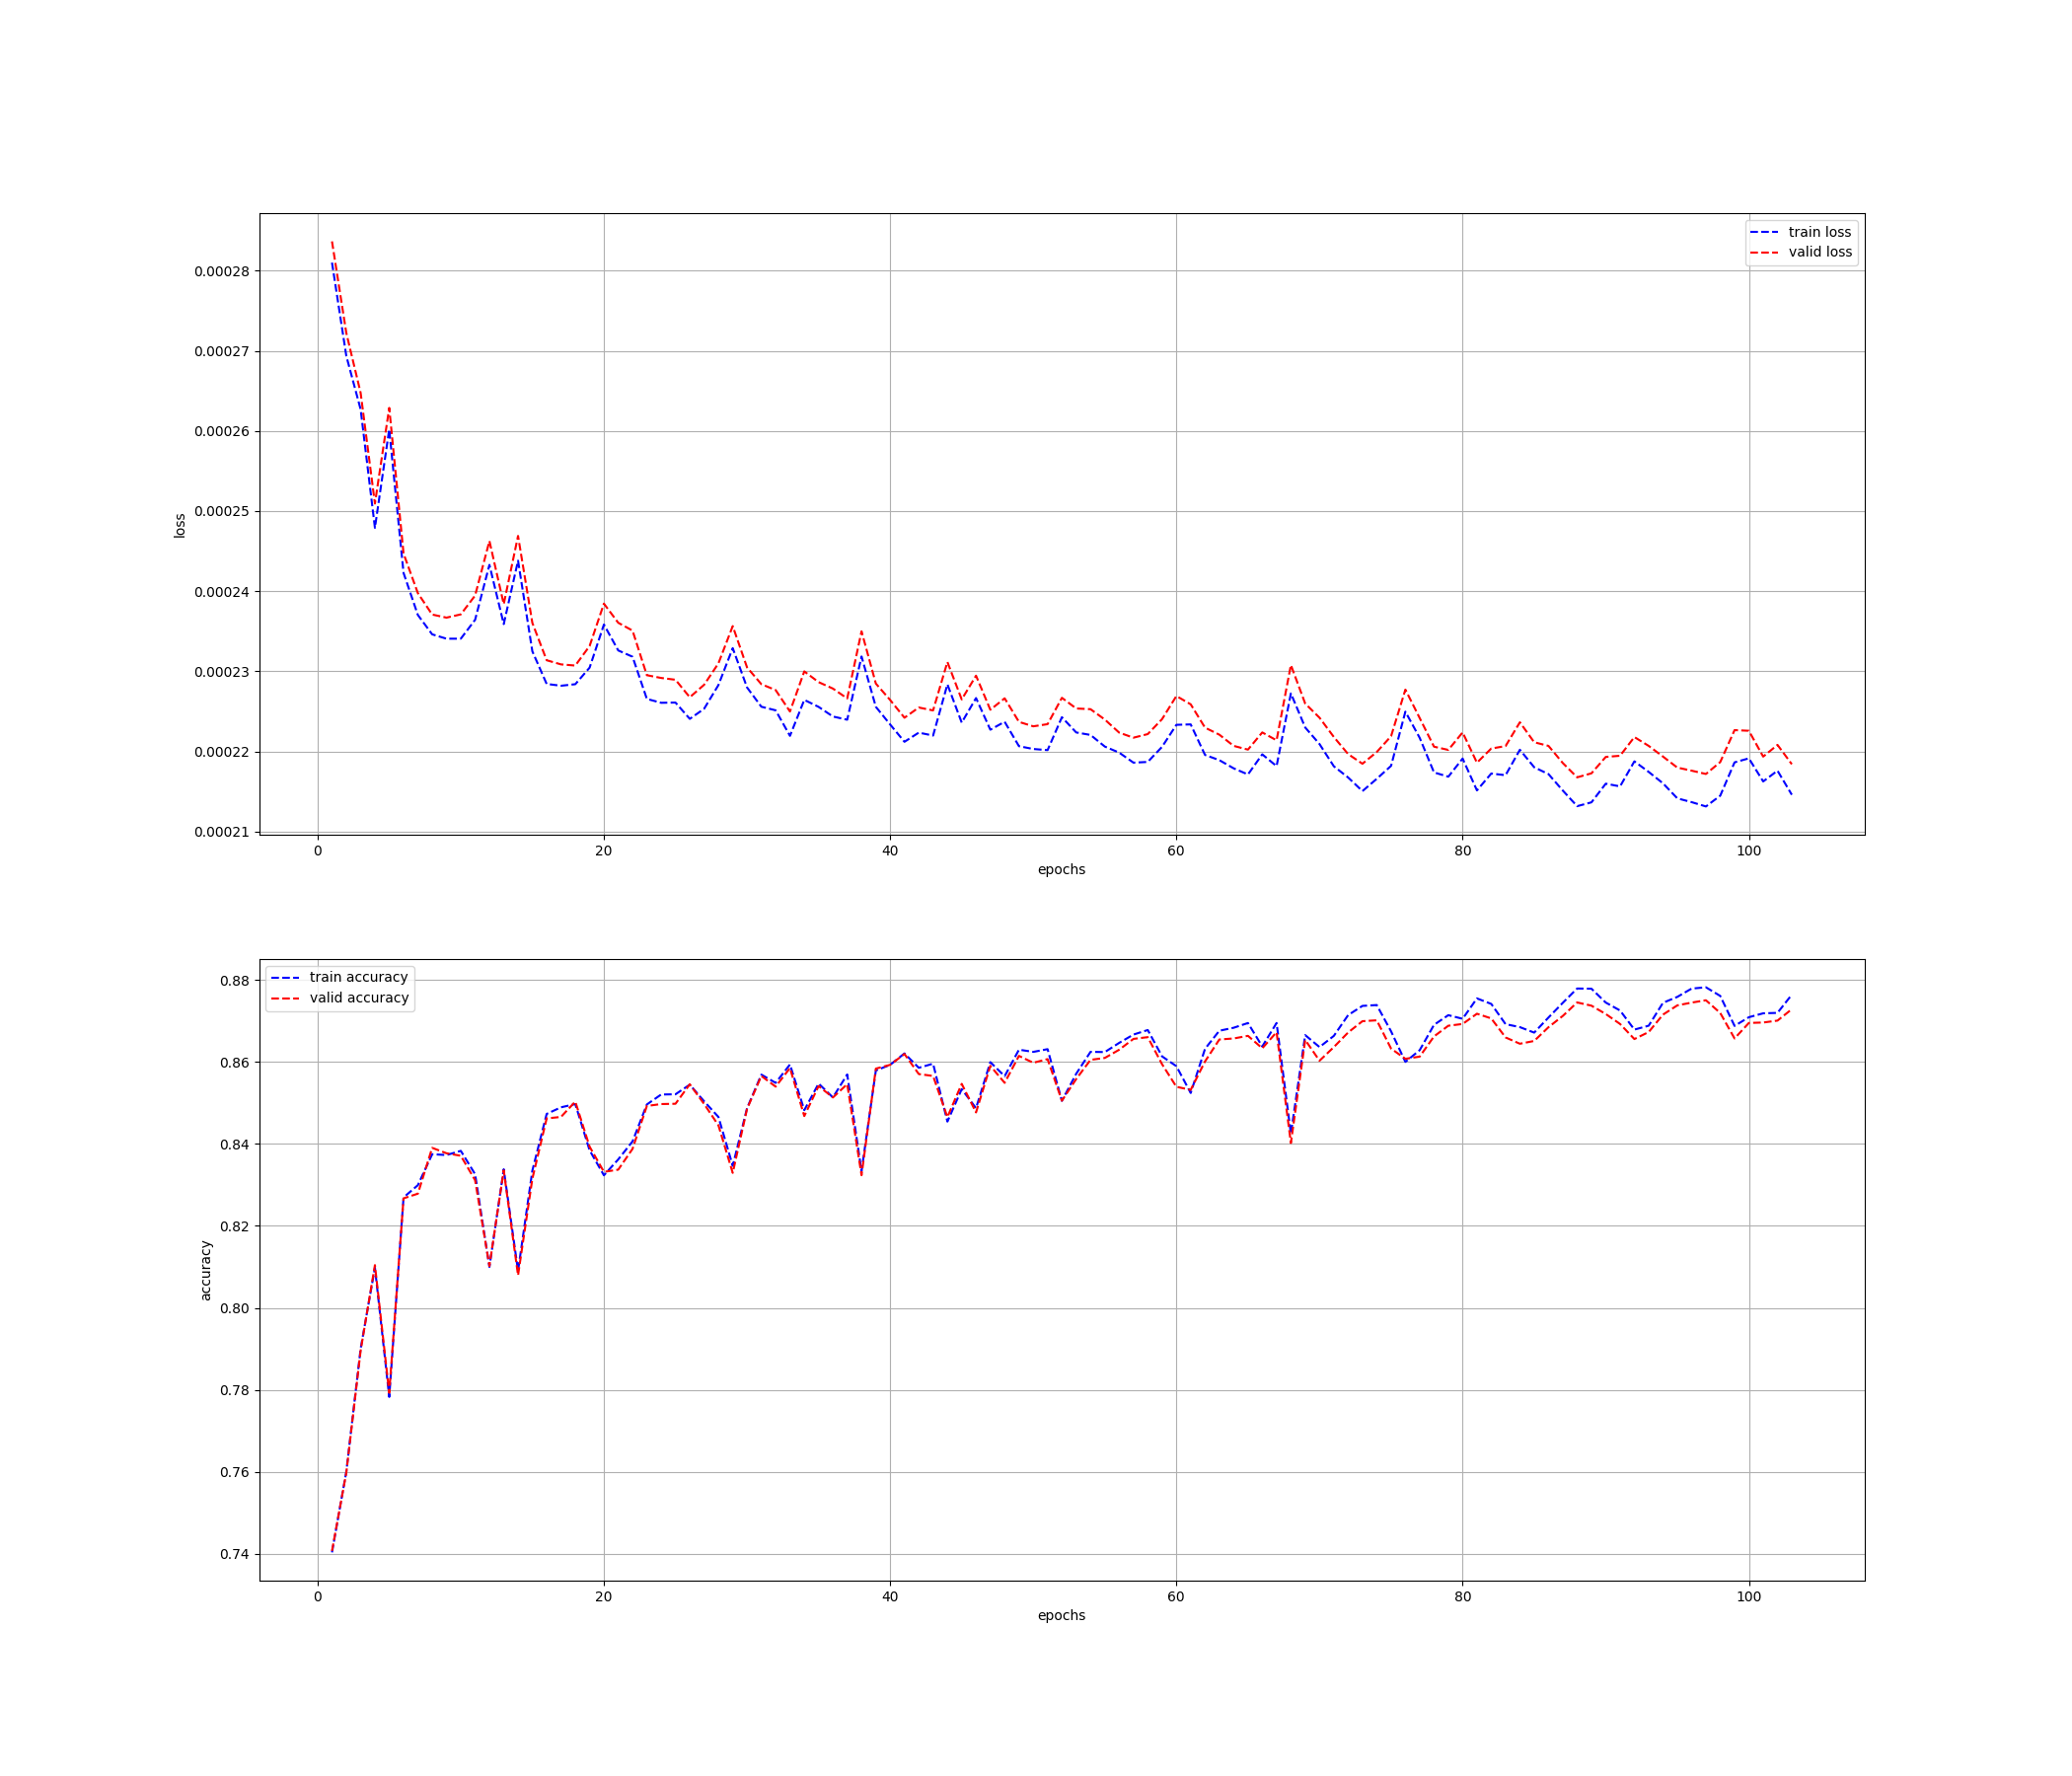 train loss
valid loss
0.00028
0.00027
0.00026
0.00025
0.00024
0.00023
0.00022
0.00021
loss
0 20 40 60 80 100
epochs
train accuracy
valid accuracy
0.88
0.86
0.84
0.82
0.80
0.78
0.76
0.74
accuracy
0 20 40 60 80 100
epochs